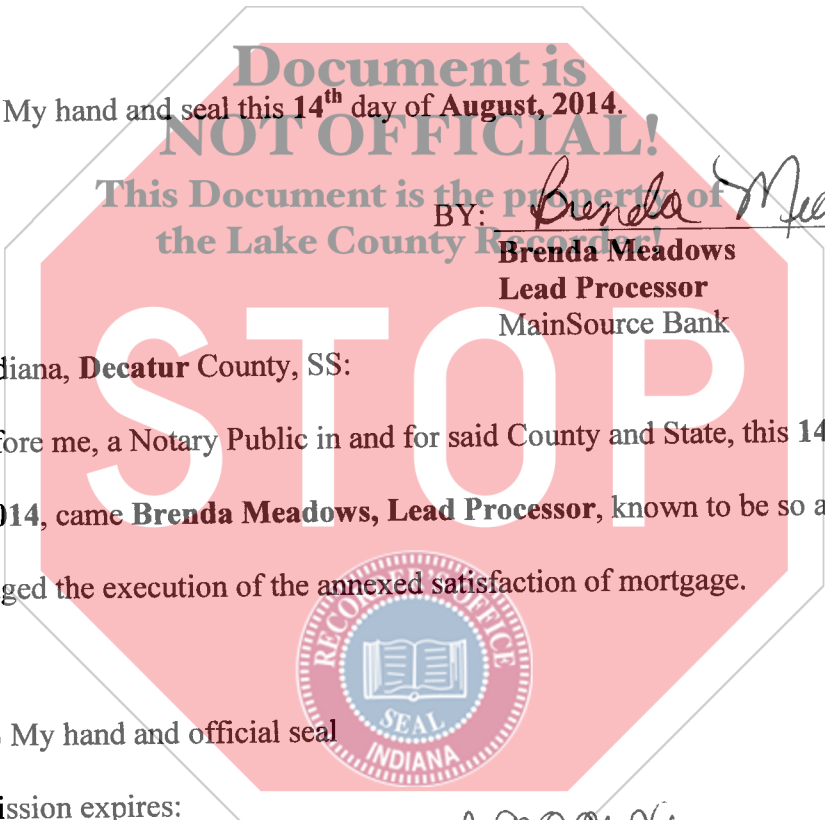 Document is
My hand and seal this 14th day of August, 2014.
NOT OFFICIAL!
This Document is the property of
the Lake County Recorder!
BY: Brenda
Brenda Meadows
Lead Processor
MainSource Bank
diana, Decatur County, SS:
STOP
fore me, a Notary Public in and for said County and State, this 14
014, came Brenda Meadows, Lead Processor, known to be so a
ged the execution of the annexed satisfaction of mortgage.
RECORDER'S OFFICE
SEAL
INDIANA
My hand and official seal
ission expires: